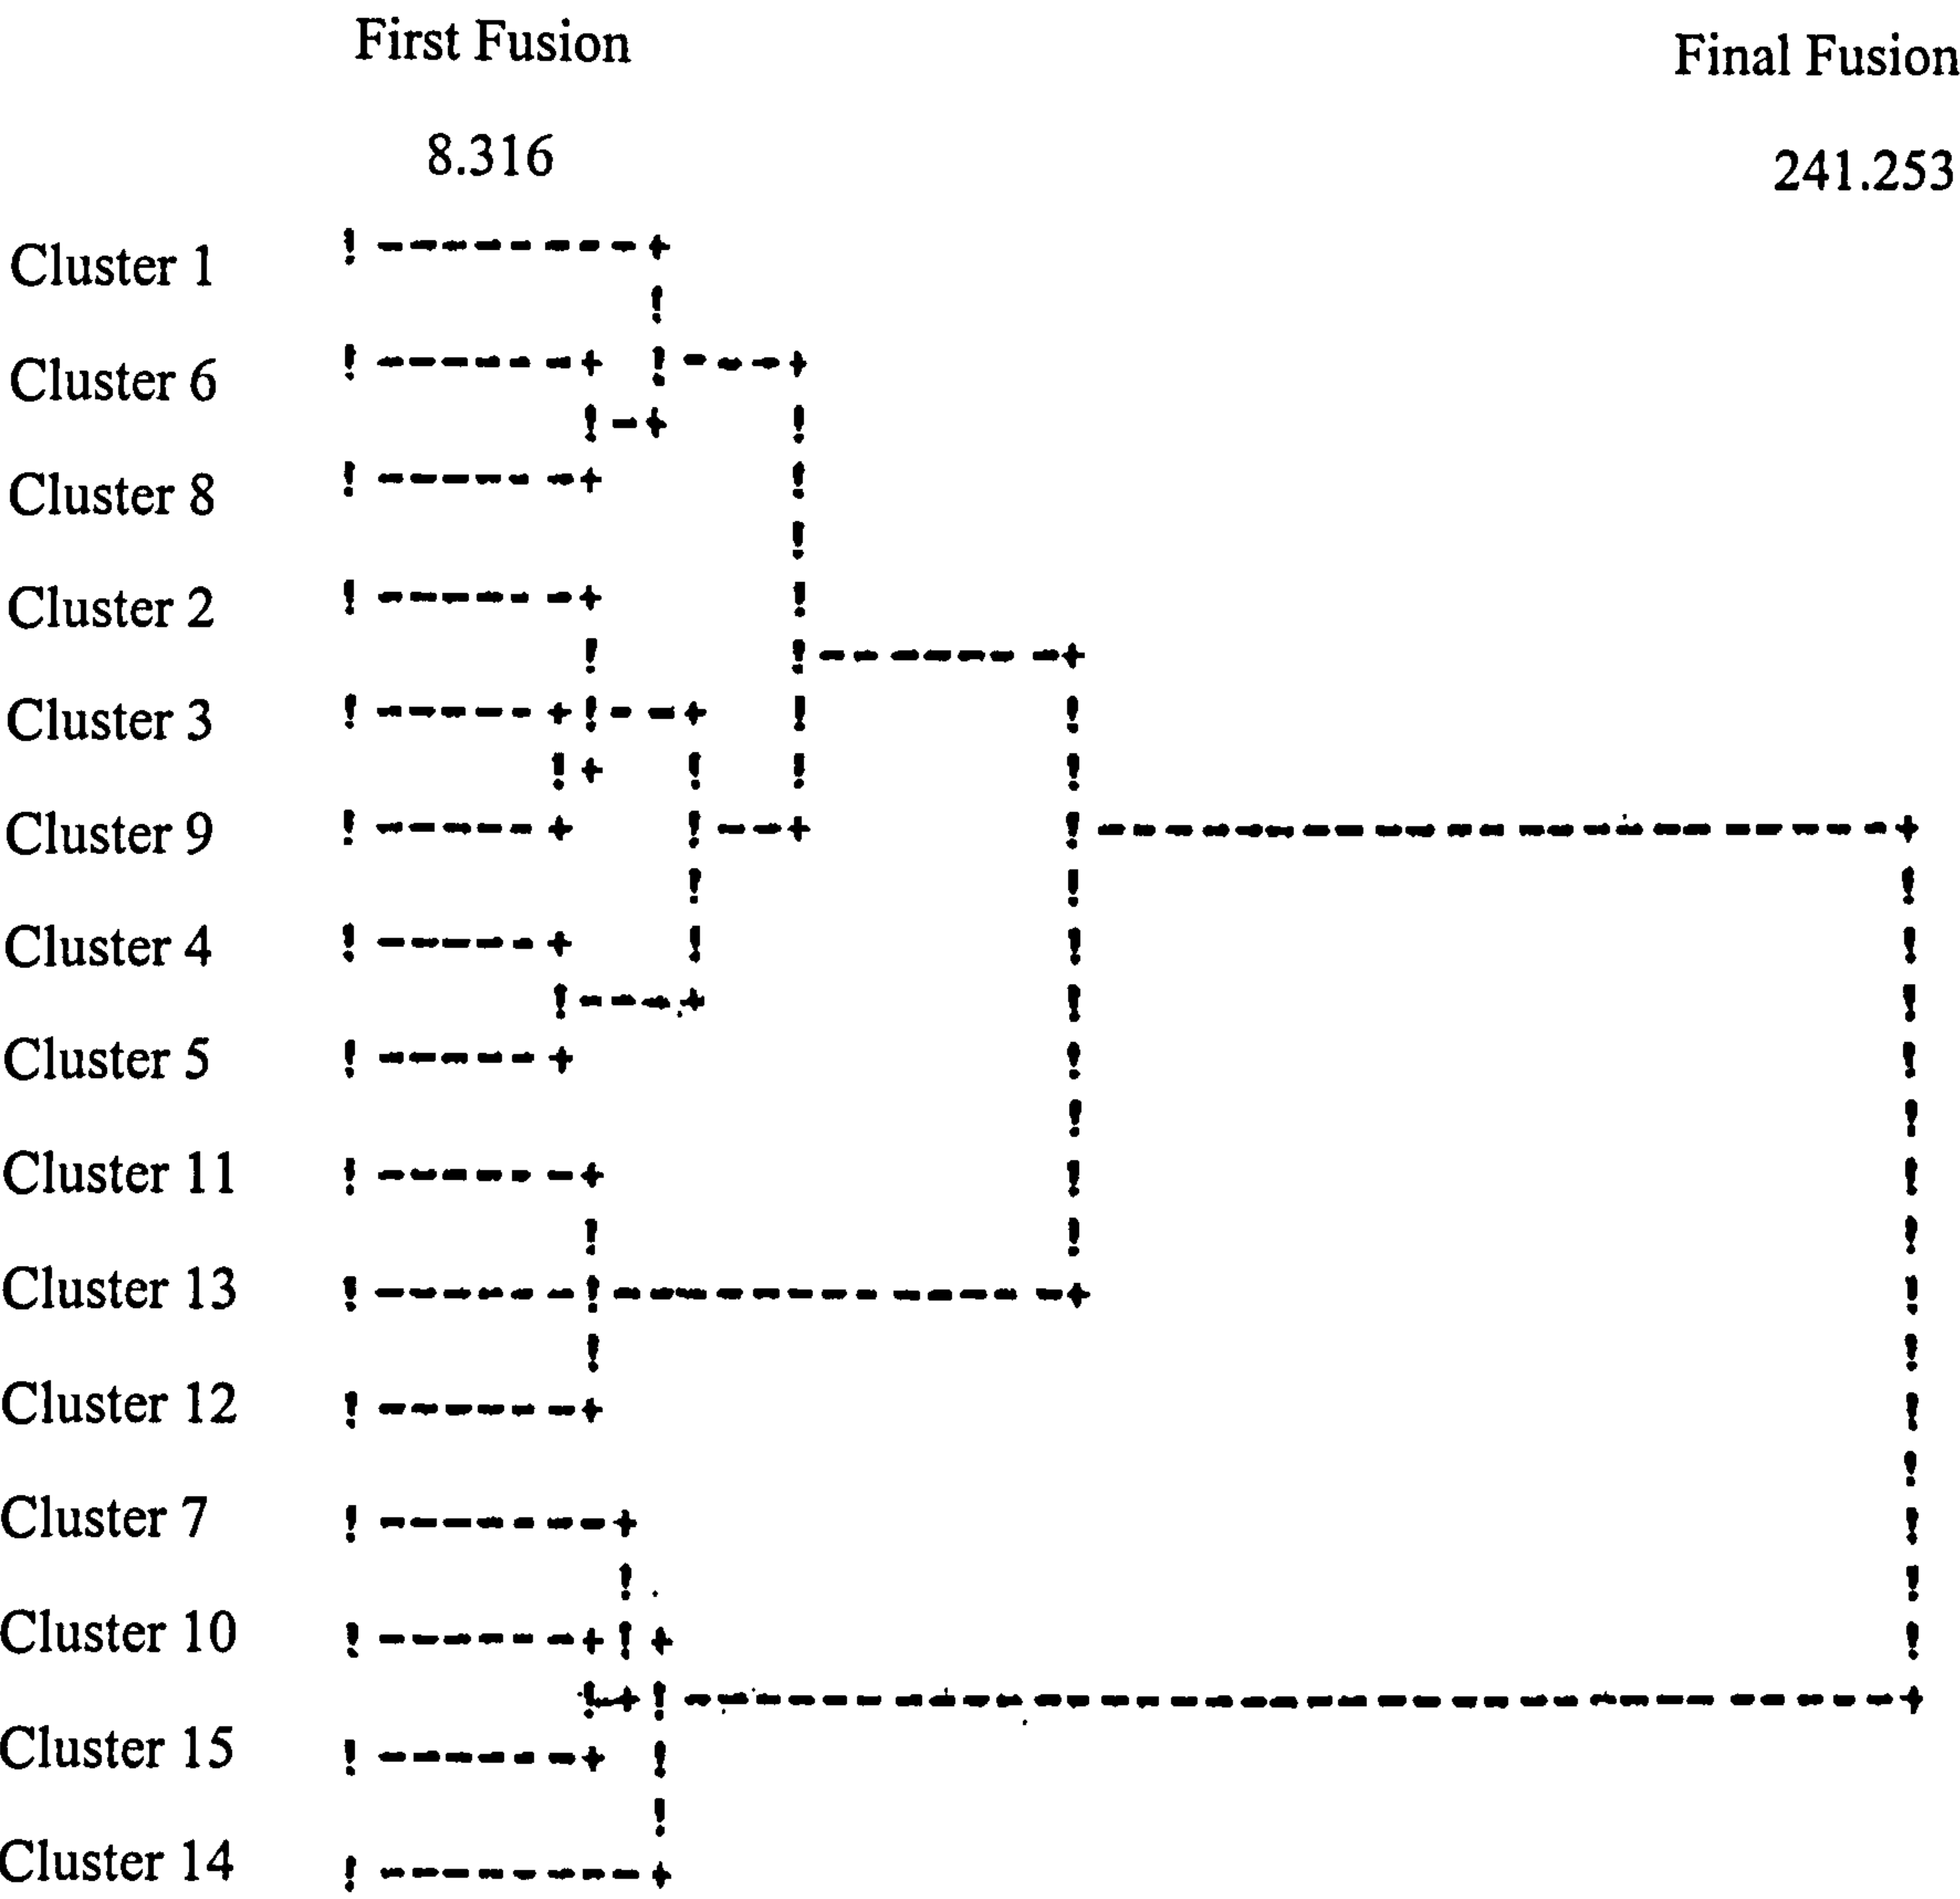 First Fusion
Final Fusion
8.316
241.253
Cluster 1
Cluster 6
Cluster 8
Cluster 2
Cluster 3
Cluster 9
Cluster 4
Cluster 5
Cluster 11
Cluster 13
Cluster 12
Cluster 7
Cluster 10
Cluster 15
Cluster 14